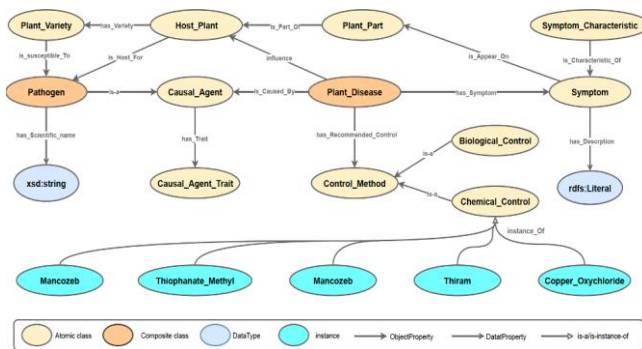 Plant_Variety
has_Variety
Host_Plant
is_Part_Of
Plant_Part
Symptom_Characteristic
is_susceptible_To
is_Host_For
influence
is_Appear_On
is_Characteristic_Of
Pathogen
is-a
Causal_Agent
is_Caused_By
Plant_Disease
has_Symptom
Symptom
has_Scientific_name
has_Trait
has_Recommended_Control
has_Descrption
Biological_Control
is-a
xsd:string
Causal_Agent_Trait
Control_Method
rdfs:Literal
is-a
Chemical_Control
instance_Of
Mancozeb
Thiophanate_Methyl
Mancozeb
Thiram
Copper_Oxychloride
Atomic class
Composite class
DataType
instance
ObjectProperty
DatatProperty
is-a/is-instance-of